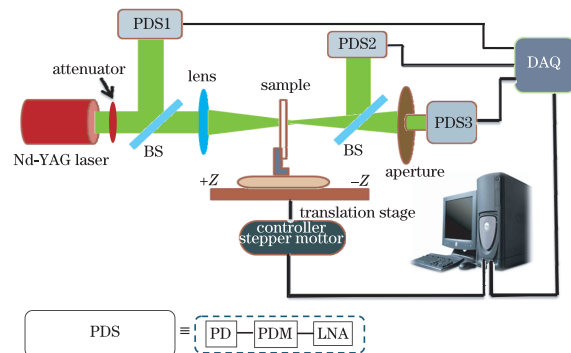 PDS1
PDS2
DAQ
attenuator
lens
sample
PDS3
Nd-YAG laser
BS
BS
aperture
+Z
−Z
translation stage
controller
stepper mottor
PDS
≡
PD
PDM
LNA